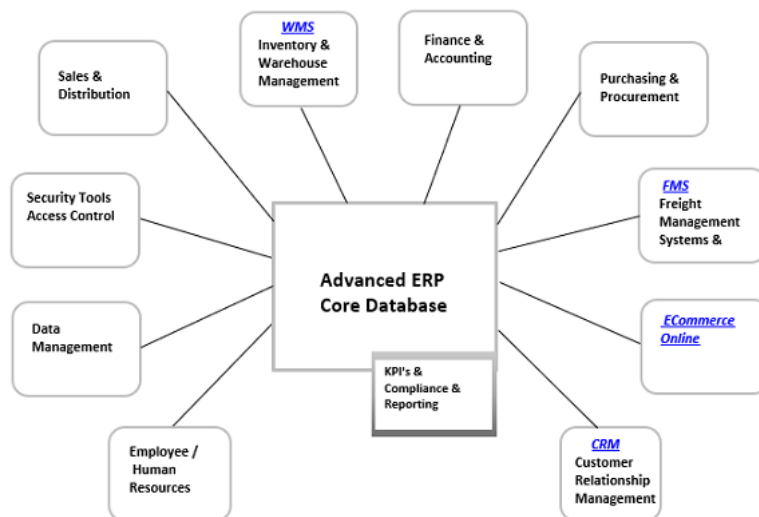 WMS
Inventory &
Warehouse
Management
Finance &
Accounting
Sales &
Distribution
Purchasing &
Procurement
Security Tools
Access Control
FMS
Freight
Management
Systems &
Advanced ERP
Core Database
Data
Management
ECommerce
Online
KPI's &
Compliance &
Reporting
Employee /
Human
Resources
CRM
Customer
Relationship
Management